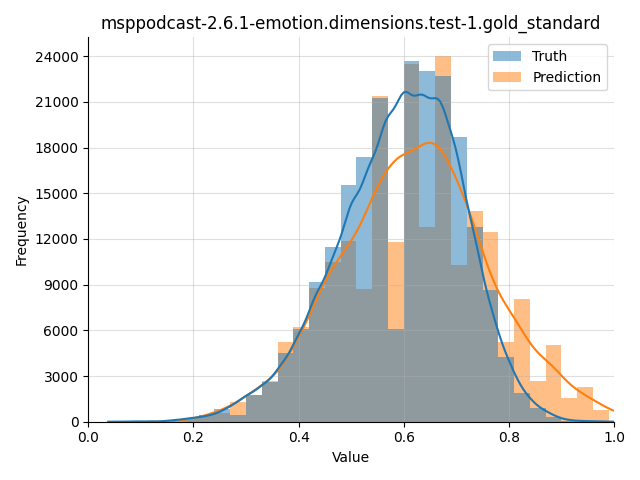 msppodcast-2.6.1-emotion.dimensions.test-1.gold_standard
Truth
Prediction
24000
21000
18000
15000
12000
9000
6000
3000
0
Frequency
0.0 0.2 0.4 0.6 0.8 1.0
Value